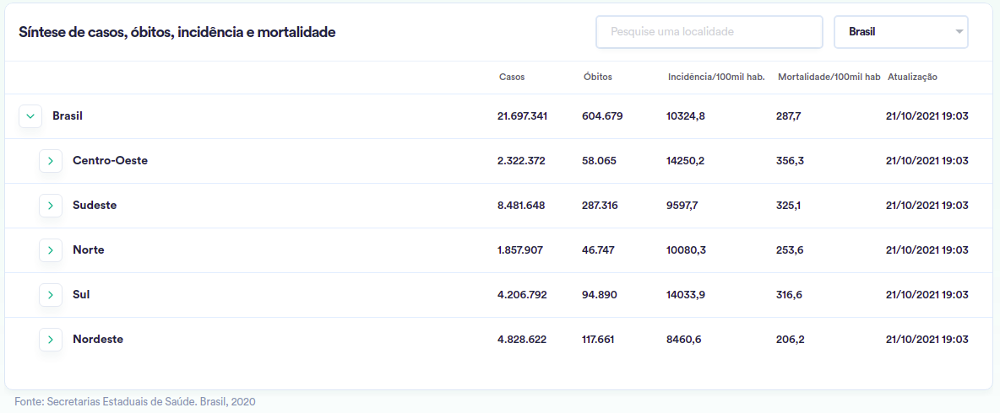 Síntese de casos, óbitos, incidência e mortalidade Pesquise uma localidade Brasil
Casos Óbitos Incidência/100mil hab. Mortalidade/100mil hab Atualização
Brasil 21.697.341 604.679 10324,8 287,7 21/10/2021 19:03
Centro-Oeste 2.322.372 58.065 14250,2 356,3 21/10/2021 19:03
Sudeste 8.481.648 287.316 9597,7 325,1 21/10/2021 19:03
Norte 1.857.907 46.747 10080,3 253,6 21/10/2021 19:03
Sul 4.206.792 94.890 14033,9 316,6 21/10/2021 19:03
Nordeste 4.828.622 117.661 8460,6 206,2 21/10/2021 19:03
Fonte: Secretarias Estaduais de Saúde. Brasil, 2020